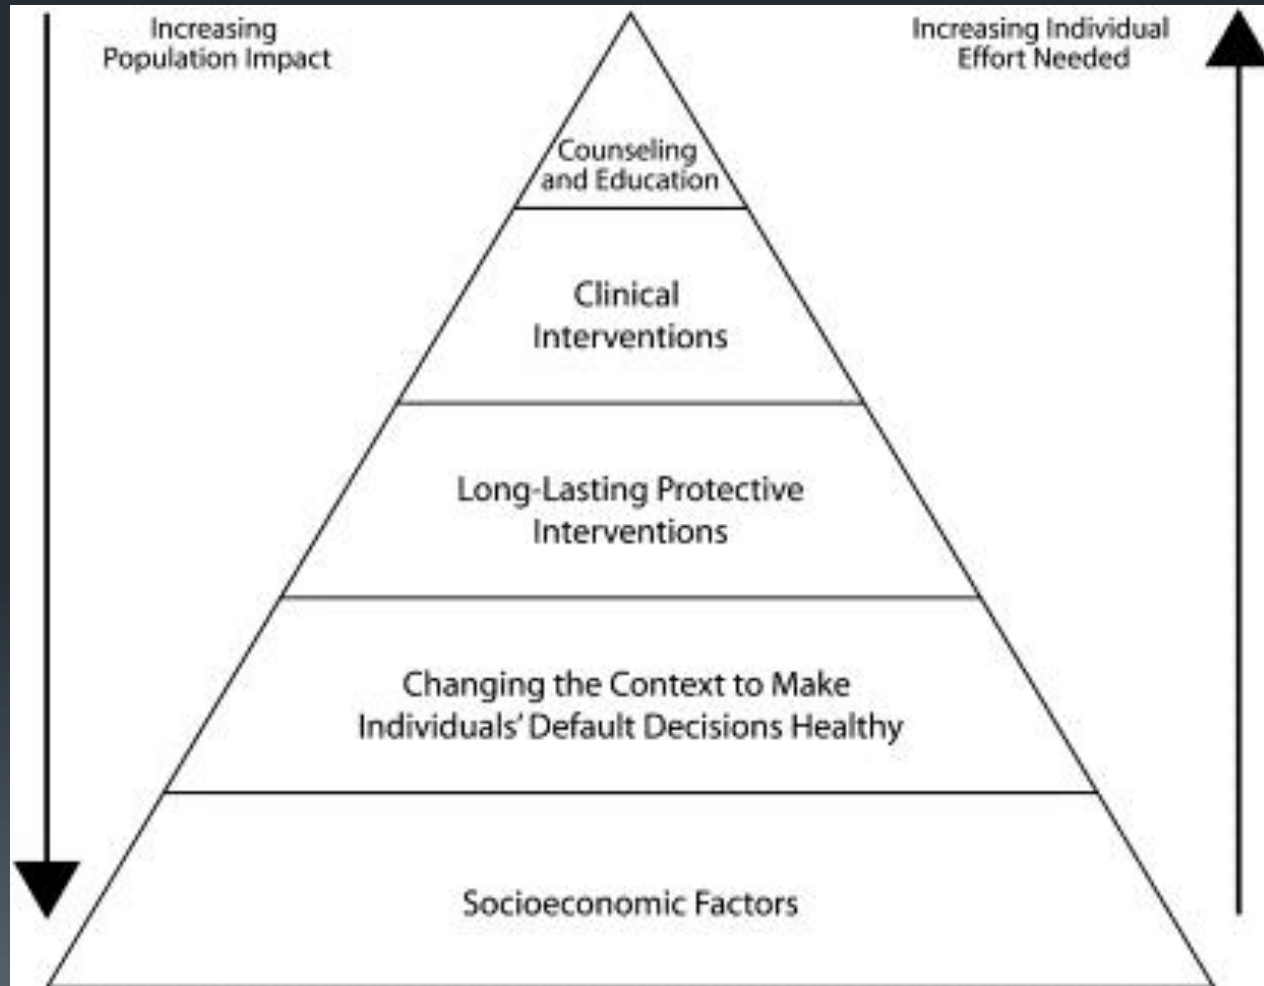 Increasing
Population Impact
Increasing Individual
Effort Needed
Counseling
and Education
Clinical
Interventions
Long-Lasting Protective
Interventions
Changing the Context to Make
Individuals’ Default Decisions Healthy
Socioeconomic Factors